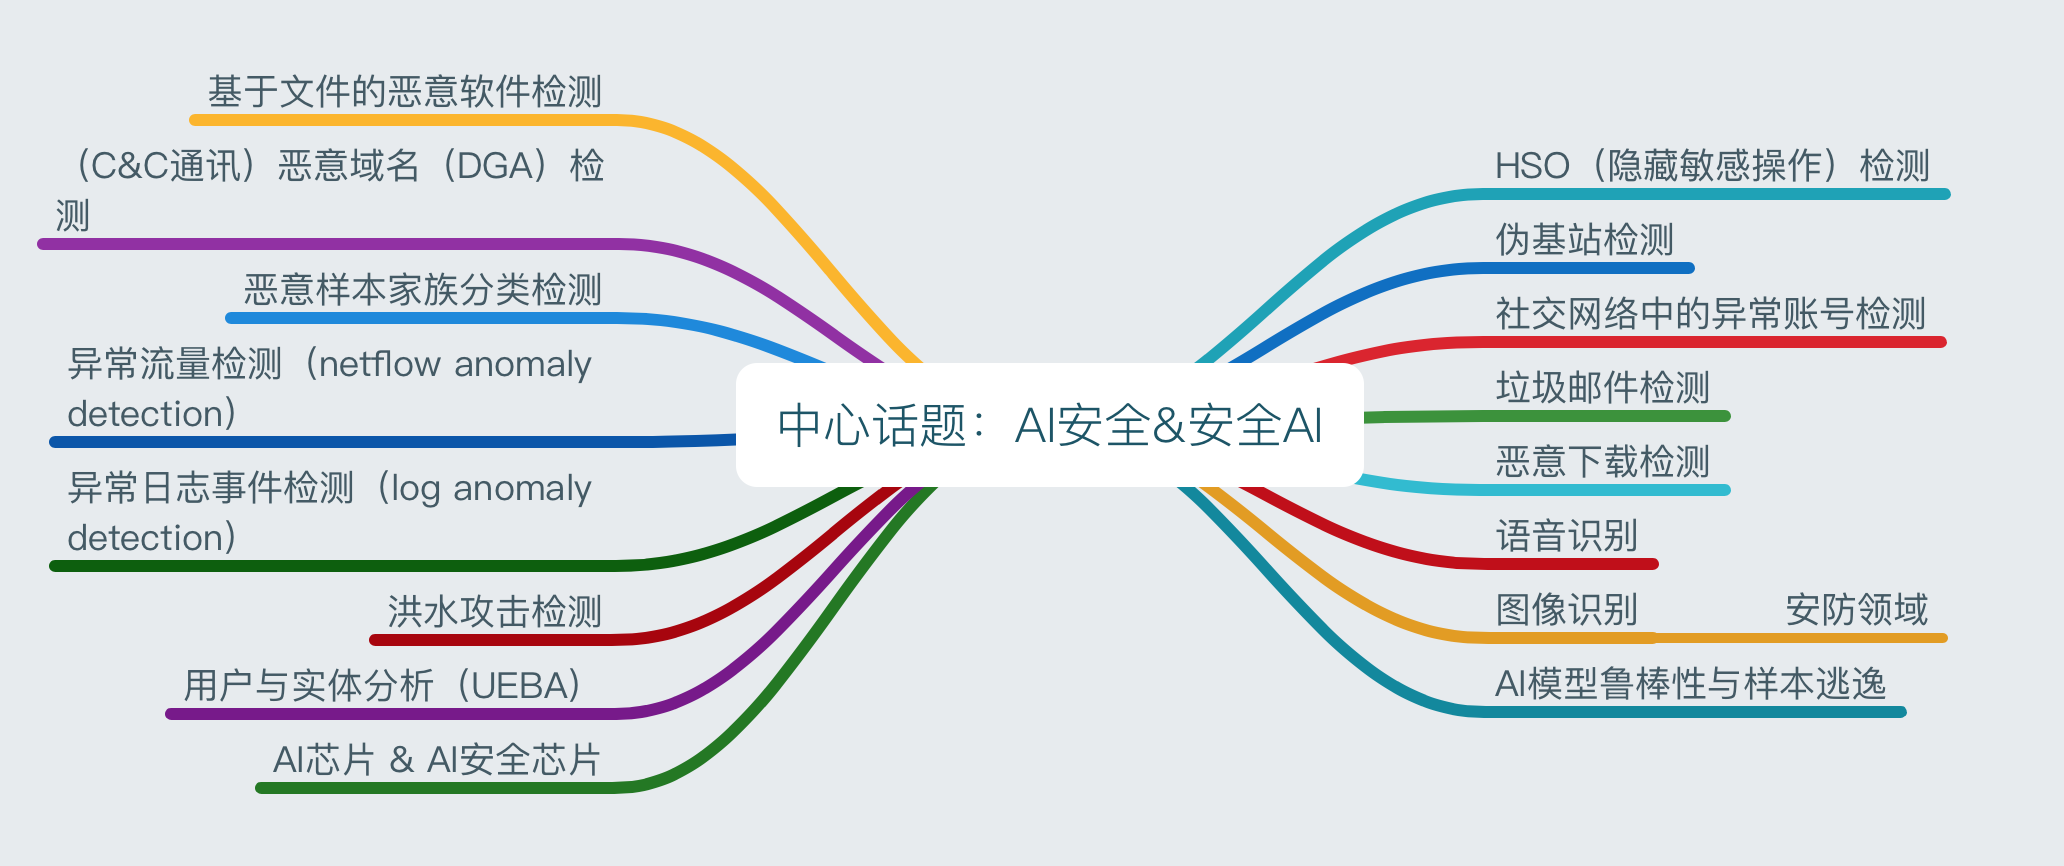 基于文件的恶意软件检测
（C&C通讯）恶意域名（DGA）检
测
恶意样本家族分类检测
异常流量检测（netflow anomaly
detection）
异常日志事件检测（log anomaly
detection）
洪水攻击检测
用户与实体分析（UEBA）
AI芯片 & AI安全芯片
中心话题：AI安全&安全AI
HSO（隐藏敏感操作）检测
伪基站检测
社交网络中的异常账号检测
垃圾邮件检测
恶意下载检测
语音识别
图像识别
安防领域
AI模型鲁棒性与样本逃逸